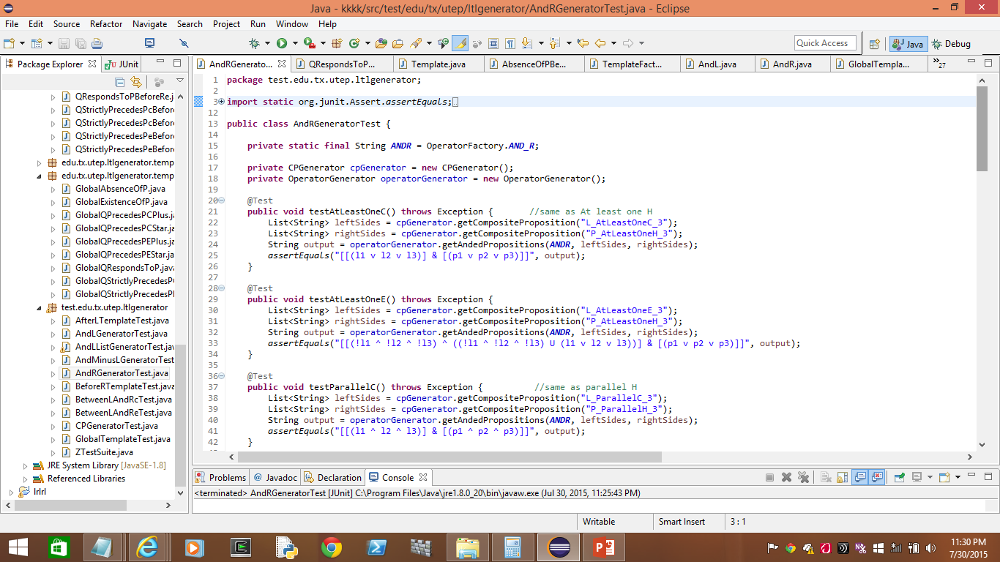 Java - kkkk/src/test/edu/tx/utep/ltlgenerator/AndRGeneratorTest.java - Eclipse
File Edit Source Refactor Navigate Search Project Run Window Help
Quick Access
Java
Debug
Package Explorer
JUnit
QRespondsToPBeforeRe.j
QStrictlyPrecedesPcBefor
QStrictlyPrecedesPcBefor
QStrictlyPrecedesPeBefor
QStrictlyPrecedesPeBefor
edu.tx.utep.ltlgenerator.temp
edu.tx.utep.ltlgenerator.temp
GlobalAbsenceOfP.java
GlobalExistenceOfP.java
GlobalQPrecedesPCPlus.ja
GlobalQPrecedesPCStar.ja
GlobalQPrecedesPEPlus.ja
GlobalQPrecedesPEStar.ja
GlobalQRespondsToP.java
GlobalQStrictlyPrecedesP
GlobalQStrictlyPrecedesP
test.edu.tx.utep.ltlgenerator
AfterLTemplateTest.java
AndLGeneratorTest.java
AndLListGeneratorTest.java
AndMinusLGeneratorTest
AndRGeneratorTest.java
BeforeRTemplateTest.java
BetweenLAndRcTest.java
BetweenLAndReTest.java
CPGeneratorTest.java
GlobalTemplateTest.java
ZTestSuite.java
JRE System Library [JavaSE-1.8]
Referenced Libraries
lrlrl
AndRGenerato...
QRespondsToP...
Template.java
AbsenceOfPBe...
TemplateFact...
AndL.java
AndR.java
GlobalTempla...
27
1 package test.edu.tx.utep.ltlgenerator;
2
3 import static org.junit.Assert.assertEquals;
12
13 public class AndRGeneratorTest {
14
15 private static final String ANDR = OperatorFactory.AND_R;
16
17 private CPGenerator cpGenerator = new CPGenerator();
18 private OperatorGenerator operatorGenerator = new OperatorGenerator();
19
20 @Test
21 public void testAtLeastOneC() throws Exception { //same as At least one H
22 List<String> leftSides = cpGenerator.getCompositeProposition("L_AtLeastOneC_3");
23 List<String> rightSides = cpGenerator.getCompositeProposition("P_AtLeastOneH_3");
24 String output = operatorGenerator.getAndedPropositions(ANDR, leftSides, rightSides);
25 assertEquals("[[(l1 v l2 v l3)] & [(p1 v p2 v p3)]]", output);
26 }
27
28 @Test
29 public void testAtLeastOneE() throws Exception {
30 List<String> leftSides = cpGenerator.getCompositeProposition("L_AtLeastOneE_3");
31 List<String> rightSides = cpGenerator.getCompositeProposition("P_AtLeastOneH_3");
32 String output = operatorGenerator.getAndedPropositions(ANDR, leftSides, rightSides);
33 assertEquals("[[(!l1 ^ !l2 ^ !l3) ^ ((!l1 ^ !l2 ^ !l3) U (l1 v l2 v l3))] & [(p1 v p2 v p3)]]", output);
34 }
35
36 @Test
37 public void testParallelC() throws Exception { //same as parallel H
38 List<String> leftSides = cpGenerator.getCompositeProposition("L_ParallelC_3");
39 List<String> rightSides = cpGenerator.getCompositeProposition("P_ParallelH_3");
40 String output = operatorGenerator.getAndedPropositions(ANDR, leftSides, rightSides);
41 assertEquals("[[(l1 ^ l2 ^ l3)] & [(p1 ^ p2 ^ p3)]]", output);
42 }
Problems @ Javadoc Declaration Console
<terminated> AndRGeneratorTest [JUnit] C:\Program Files\Java\jre1.8.0_20\bin\javaw.exe (Jul 30, 2015, 11:25:43 PM)
Writable
Smart Insert
3 : 1
11:30 PM
7/30/2015